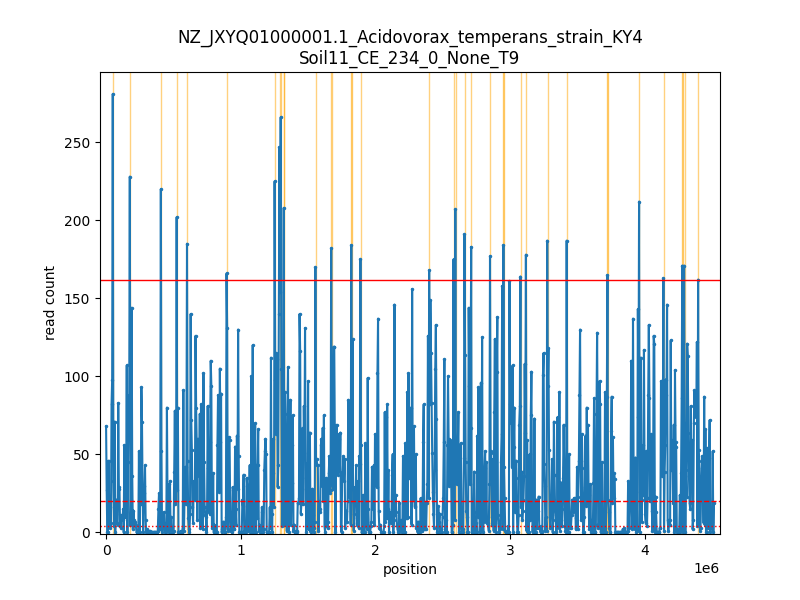 NZ_JXYQ01000001.1_Acidovorax_temperans_strain_KY4
Soil11_CE_234_0_None_T9
250
200
150
100
50
0
read count
0
1
2
3
4
1e6
position